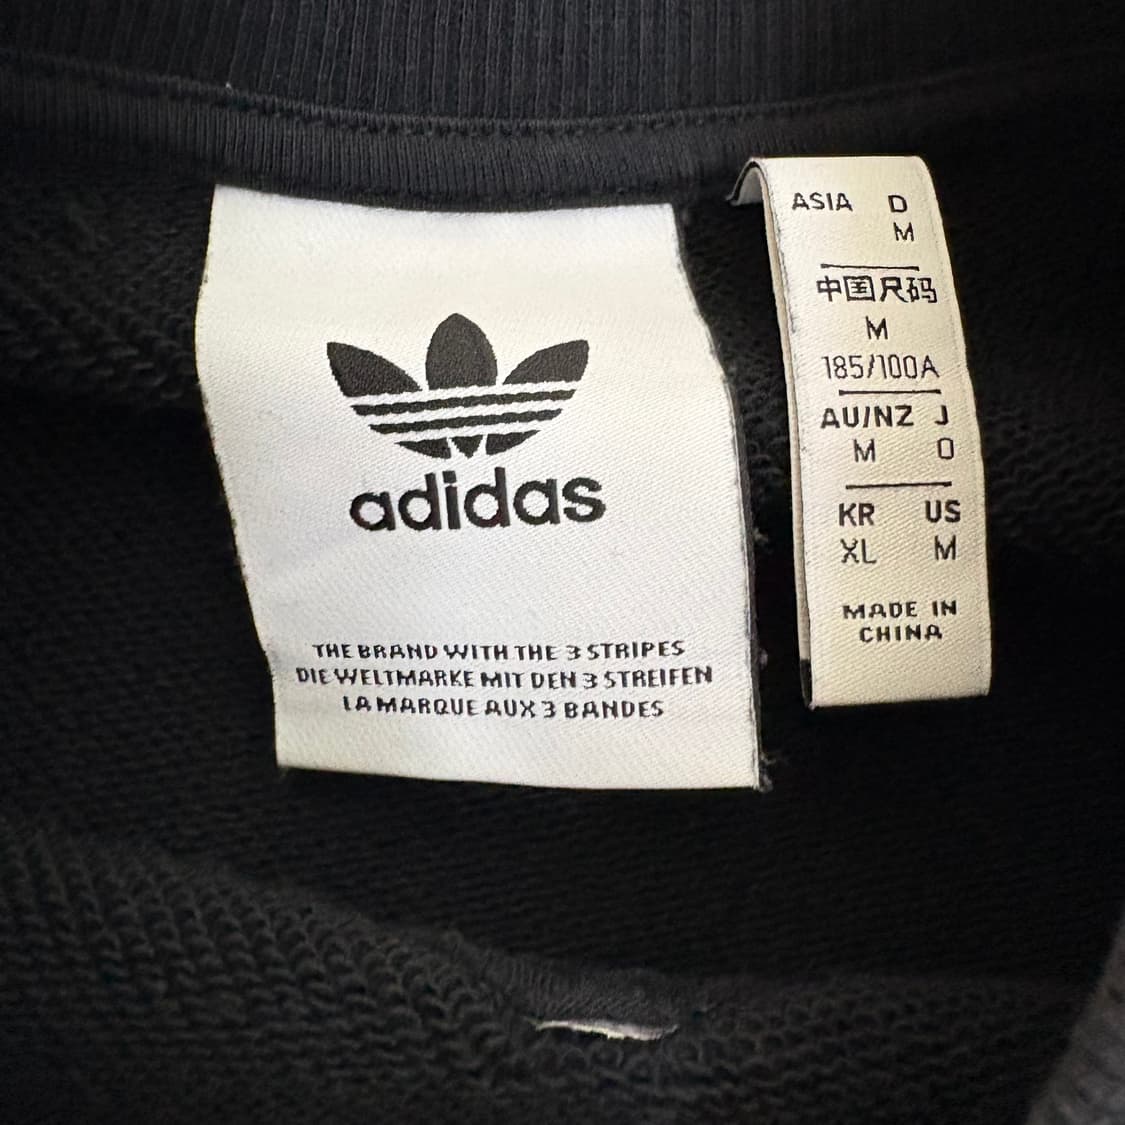 adidas
THE BRAND WITH THE 3 STRIPES
DIE WELTMARKE MIT DEN 3 STREIFEN
LA MARQUE AUX 3 BANDES
ASIA D
M
中国尺码
M
185/100A
AU/NZ J
M O
KR US
XL M
MADE IN
CHINA